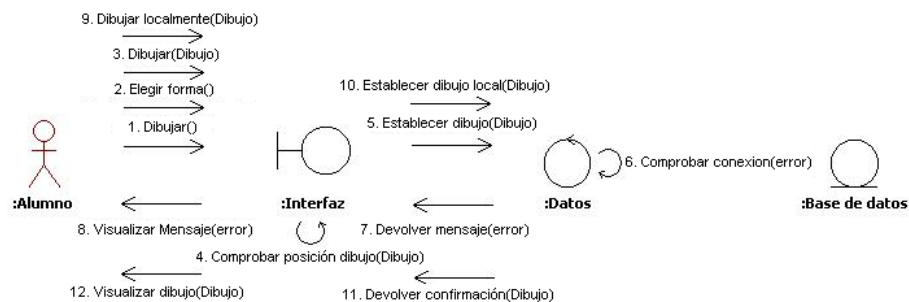 9. Dibujar localmente(Dibujo)
3. Dibujar(Dibujo)
2. Elegir forma()
10. Establecer dibujo local(Dibujo)
1. Dibujar()
5. Establecer dibujo(Dibujo)
6. Comprobar conexion(error)
:Alumno
:Interfaz
:Datos
:Base de datos
8. Visualizar Mensaje(error)
7. Devolver mensaje(error)
4. Comprobar posición dibujo(Dibujo)
12. Visualizar dibujo(Dibujo)
11. Devolver confirmación(Dibujo)